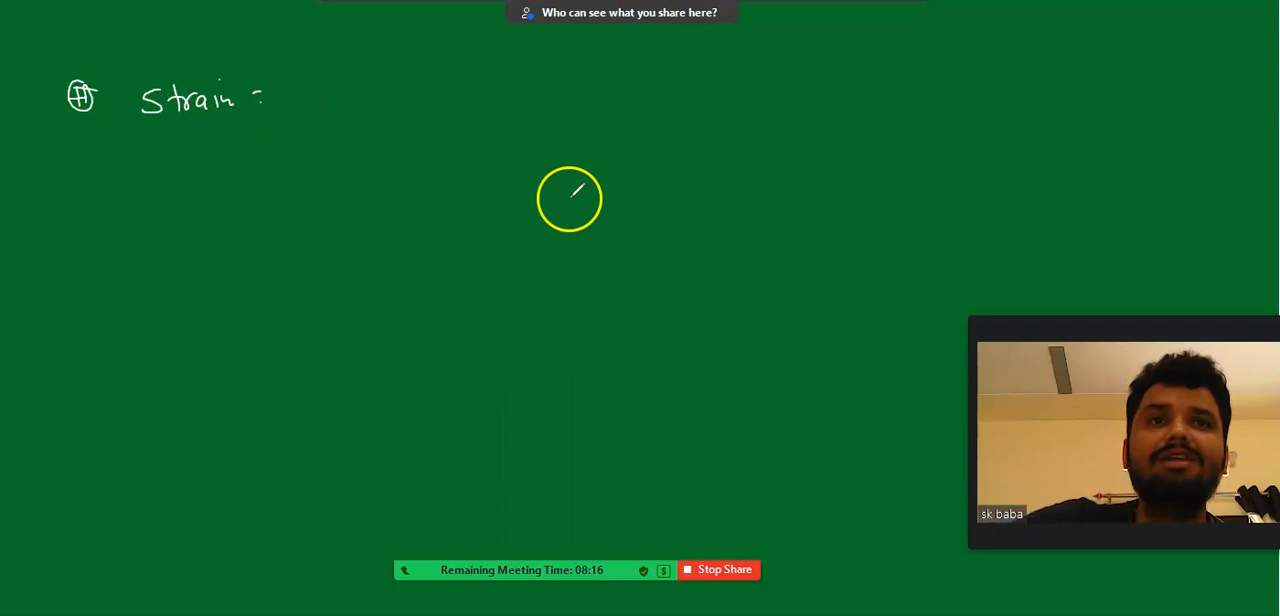 Who can see what you share here?
# Strain :
sk baba
Remaining Meeting Time: 08:16
Stop Share